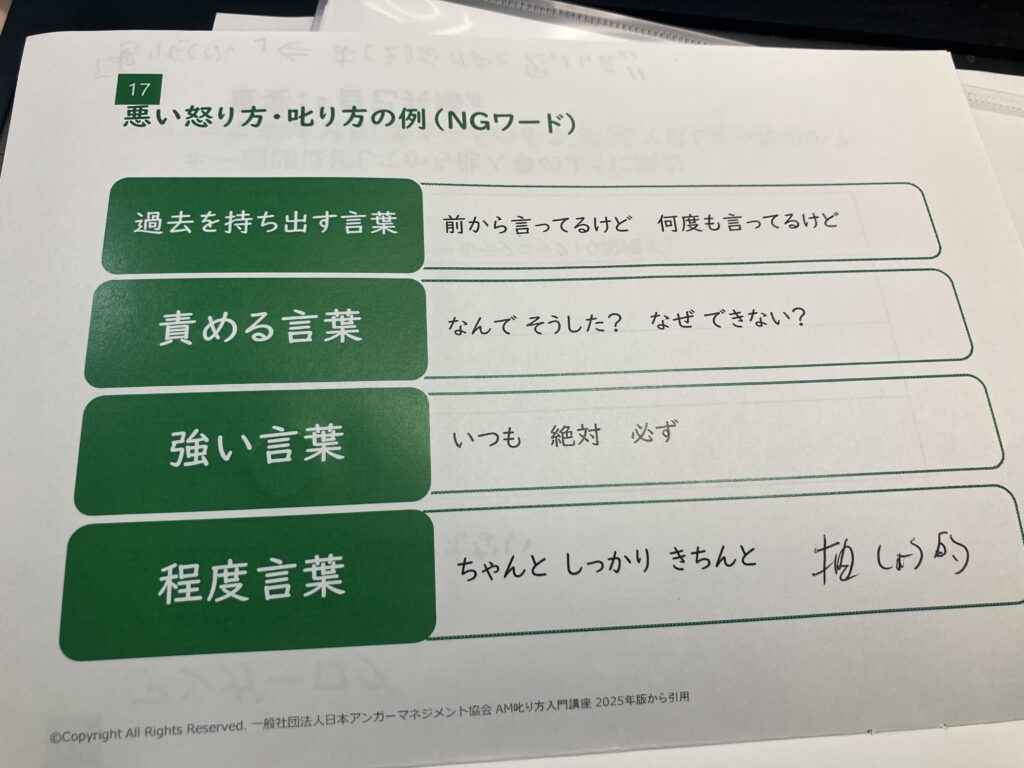 17
悪い怒り方・叱り方の例（NGワード）
過去を持ち出す言葉
前から言ってるけど　何度も言ってるけど
責める言葉
なんで そうした？　なぜ できない？
強い言葉
いつも　絶対　必ず
程度言葉
ちゃんと しっかり きちんと
©Copyright All Rights Reserved. 一般社団法人日本アンガーマネジメント協会 AM叱り方入門講座 2025年版から引用